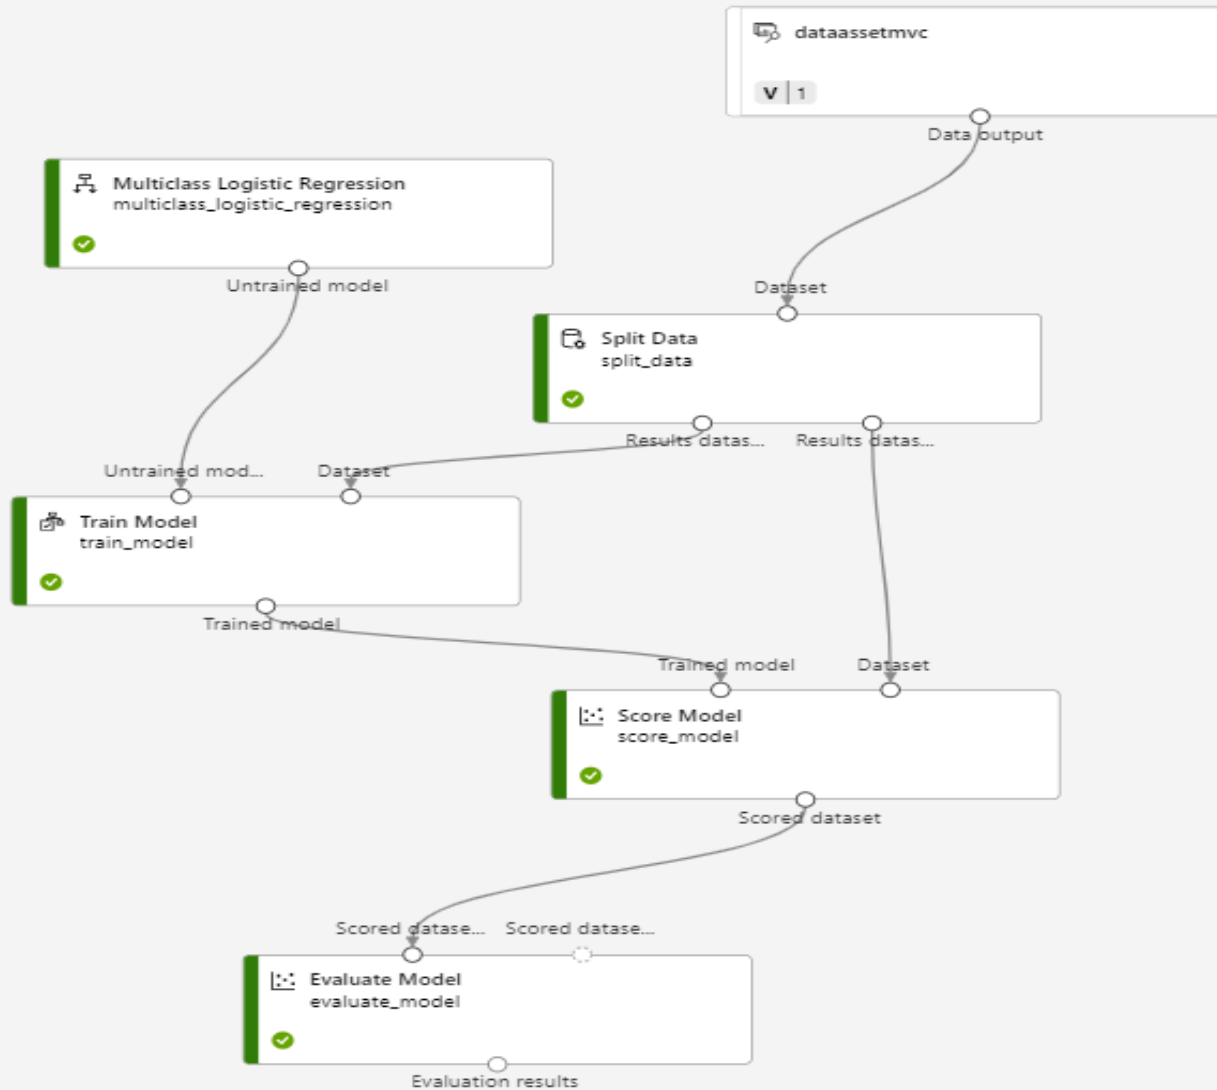 dataassetmvc
V 1
Data output
Multiclass Logistic Regression
multiclass_logistic_regression
Untrained model
Dataset
Split Data
split_data
Results datas... Results datas...
Untrained mod... Dataset
Train Model
train_model
Trained model
Trained model Dataset
Score Model
score_model
Scored dataset
Scored datase... Scored datase...
Evaluate Model
evaluate_model
Evaluation results